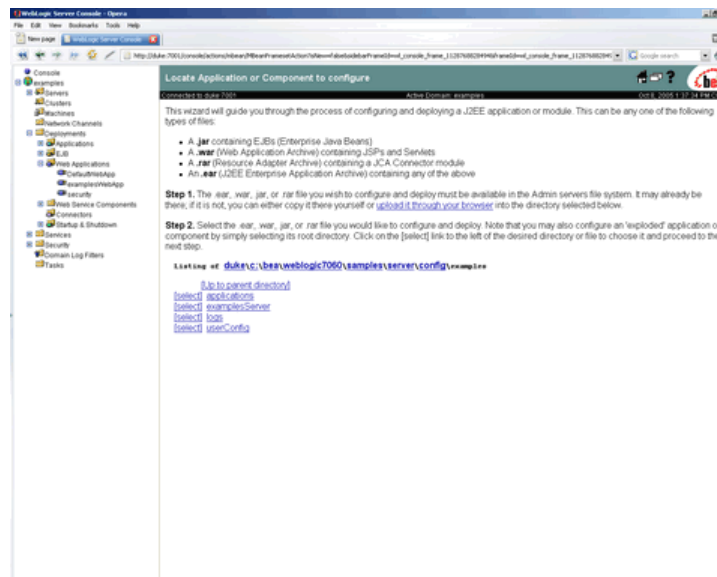 WebLogic Server Console - Opera
File Edit View Bookmarks Tools Help
New page WebLogic Server Console
Google search
Console
examples
Servers
Clusters
Machines
Network Channels
Deployments
Applications
EJB
Web Applications
DefaultWebApp
examplesWebApp
security
Web Service Components
Connectors
Startup & Shutdown
Services
Security
Domain Log Filters
Tasks
Locate Application or Component to configure
?
Connected to duke 7001 Active Domain: examples Oct 8, 2005 1:37:34 PM
This wizard will guide you through the process of configuring and deploying a J2EE application or module. This can be any one of the following
types of files:
• A .jar containing EJBs (Enterprise Java Beans)
• A .war (Web Application Archive) containing JSPs and Servlets
• A .rar (Resource Adapter Archive) containing a JCA Connector module
• An .ear (J2EE Enterprise Application Archive) containing any of the above
Step 1. The .ear, .war, .jar, or .rar file you wish to configure and deploy must be available in the Admin servers file system. It may already be
there, if it is not, you can either copy it there yourself or upload it through your browser into the directory selected below.
Step 2. Select the .ear, .war, .jar, or .rar file you would like to configure and deploy. Note that you may also configure an 'exploded' application o
component by simply selecting its root directory. Click on the [select] link to the left of the desired directory or file to choose it and proceed to the
next step.
Listing of duke\c:\bea\weblogic7060\samples\server\config\examples
[Up to parent directory]
[select] applications
[select] examplesServer
[select] logs
[select] userConfig